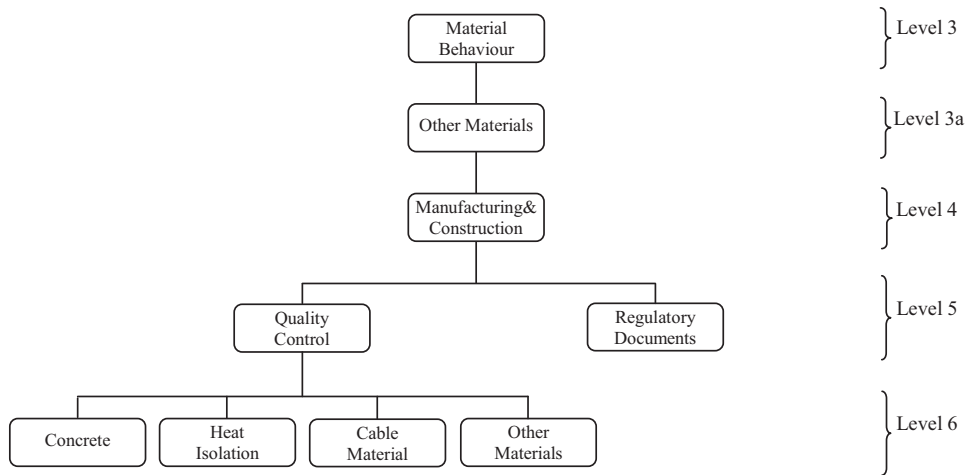 Material
Behaviour
Level 3
Other Materials
Level 3a
Manufacturing&
Construction
Level 4
Quality
Control
Regulatory
Documents
Level 5
Concrete
Heat
Isolation
Cable
Material
Other
Materials
Level 6